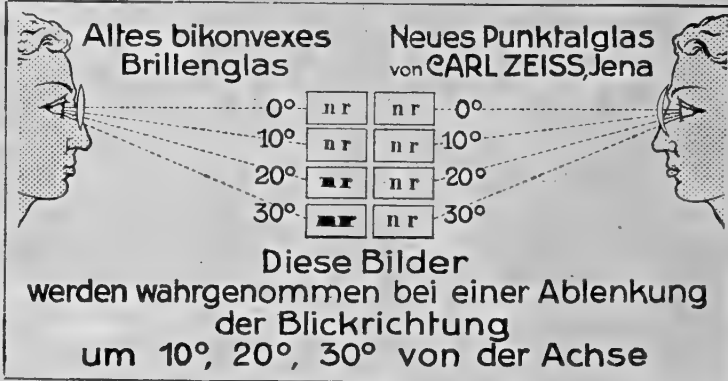 Altes bikonvexes
Brillenglas
Neues Punktalglas
von CARL ZEISS, Jena
0° nr nr 0°
10° nr nr 10°
20° nr nr 20°
30° nr nr 30°
Diese Bilder
werden wahrgenommen bei einer Ablenkung
der Blickrichtung
um 10°, 20°, 30° von der Achse